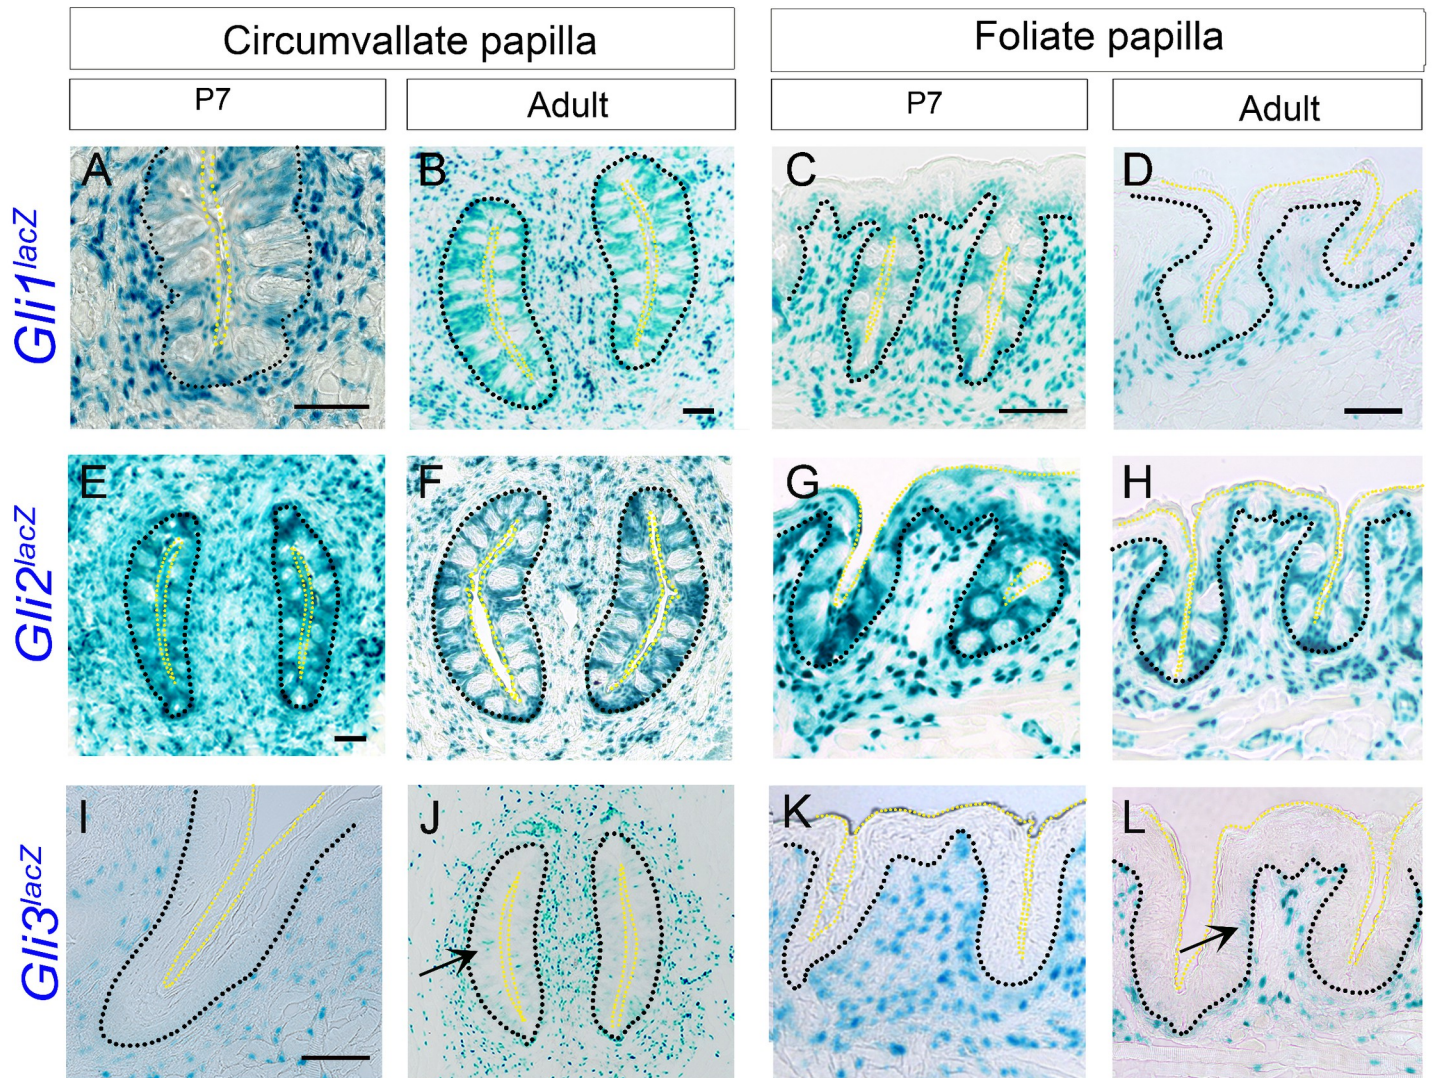 Circumvallate papilla
Foliate papilla
P7
Adult
P7
Adult
Gli1lacZ
A
B
C
D
Gli2lacZ
E
F
G
H
Gli3lacZ
I
J
K
L